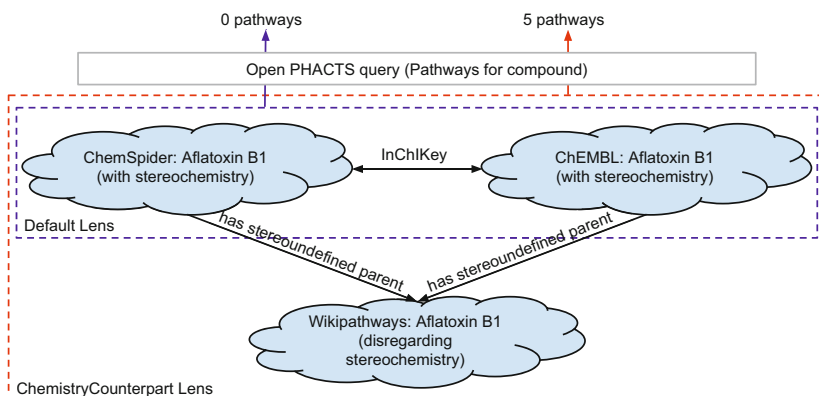 0 pathways
5 pathways
Open PHACTS query (Pathways for compound)
ChemSpider: Aflatoxin B1
(with stereochemistry)
InChIKey
ChEMBL: Aflatoxin B1
(with stereochemistry)
Default Lens
has stereoundefined parent
has stereoundefined parent
Wikipathways: Aflatoxin B1
(disregarding
stereochemistry)
ChemistryCounterpart Lens